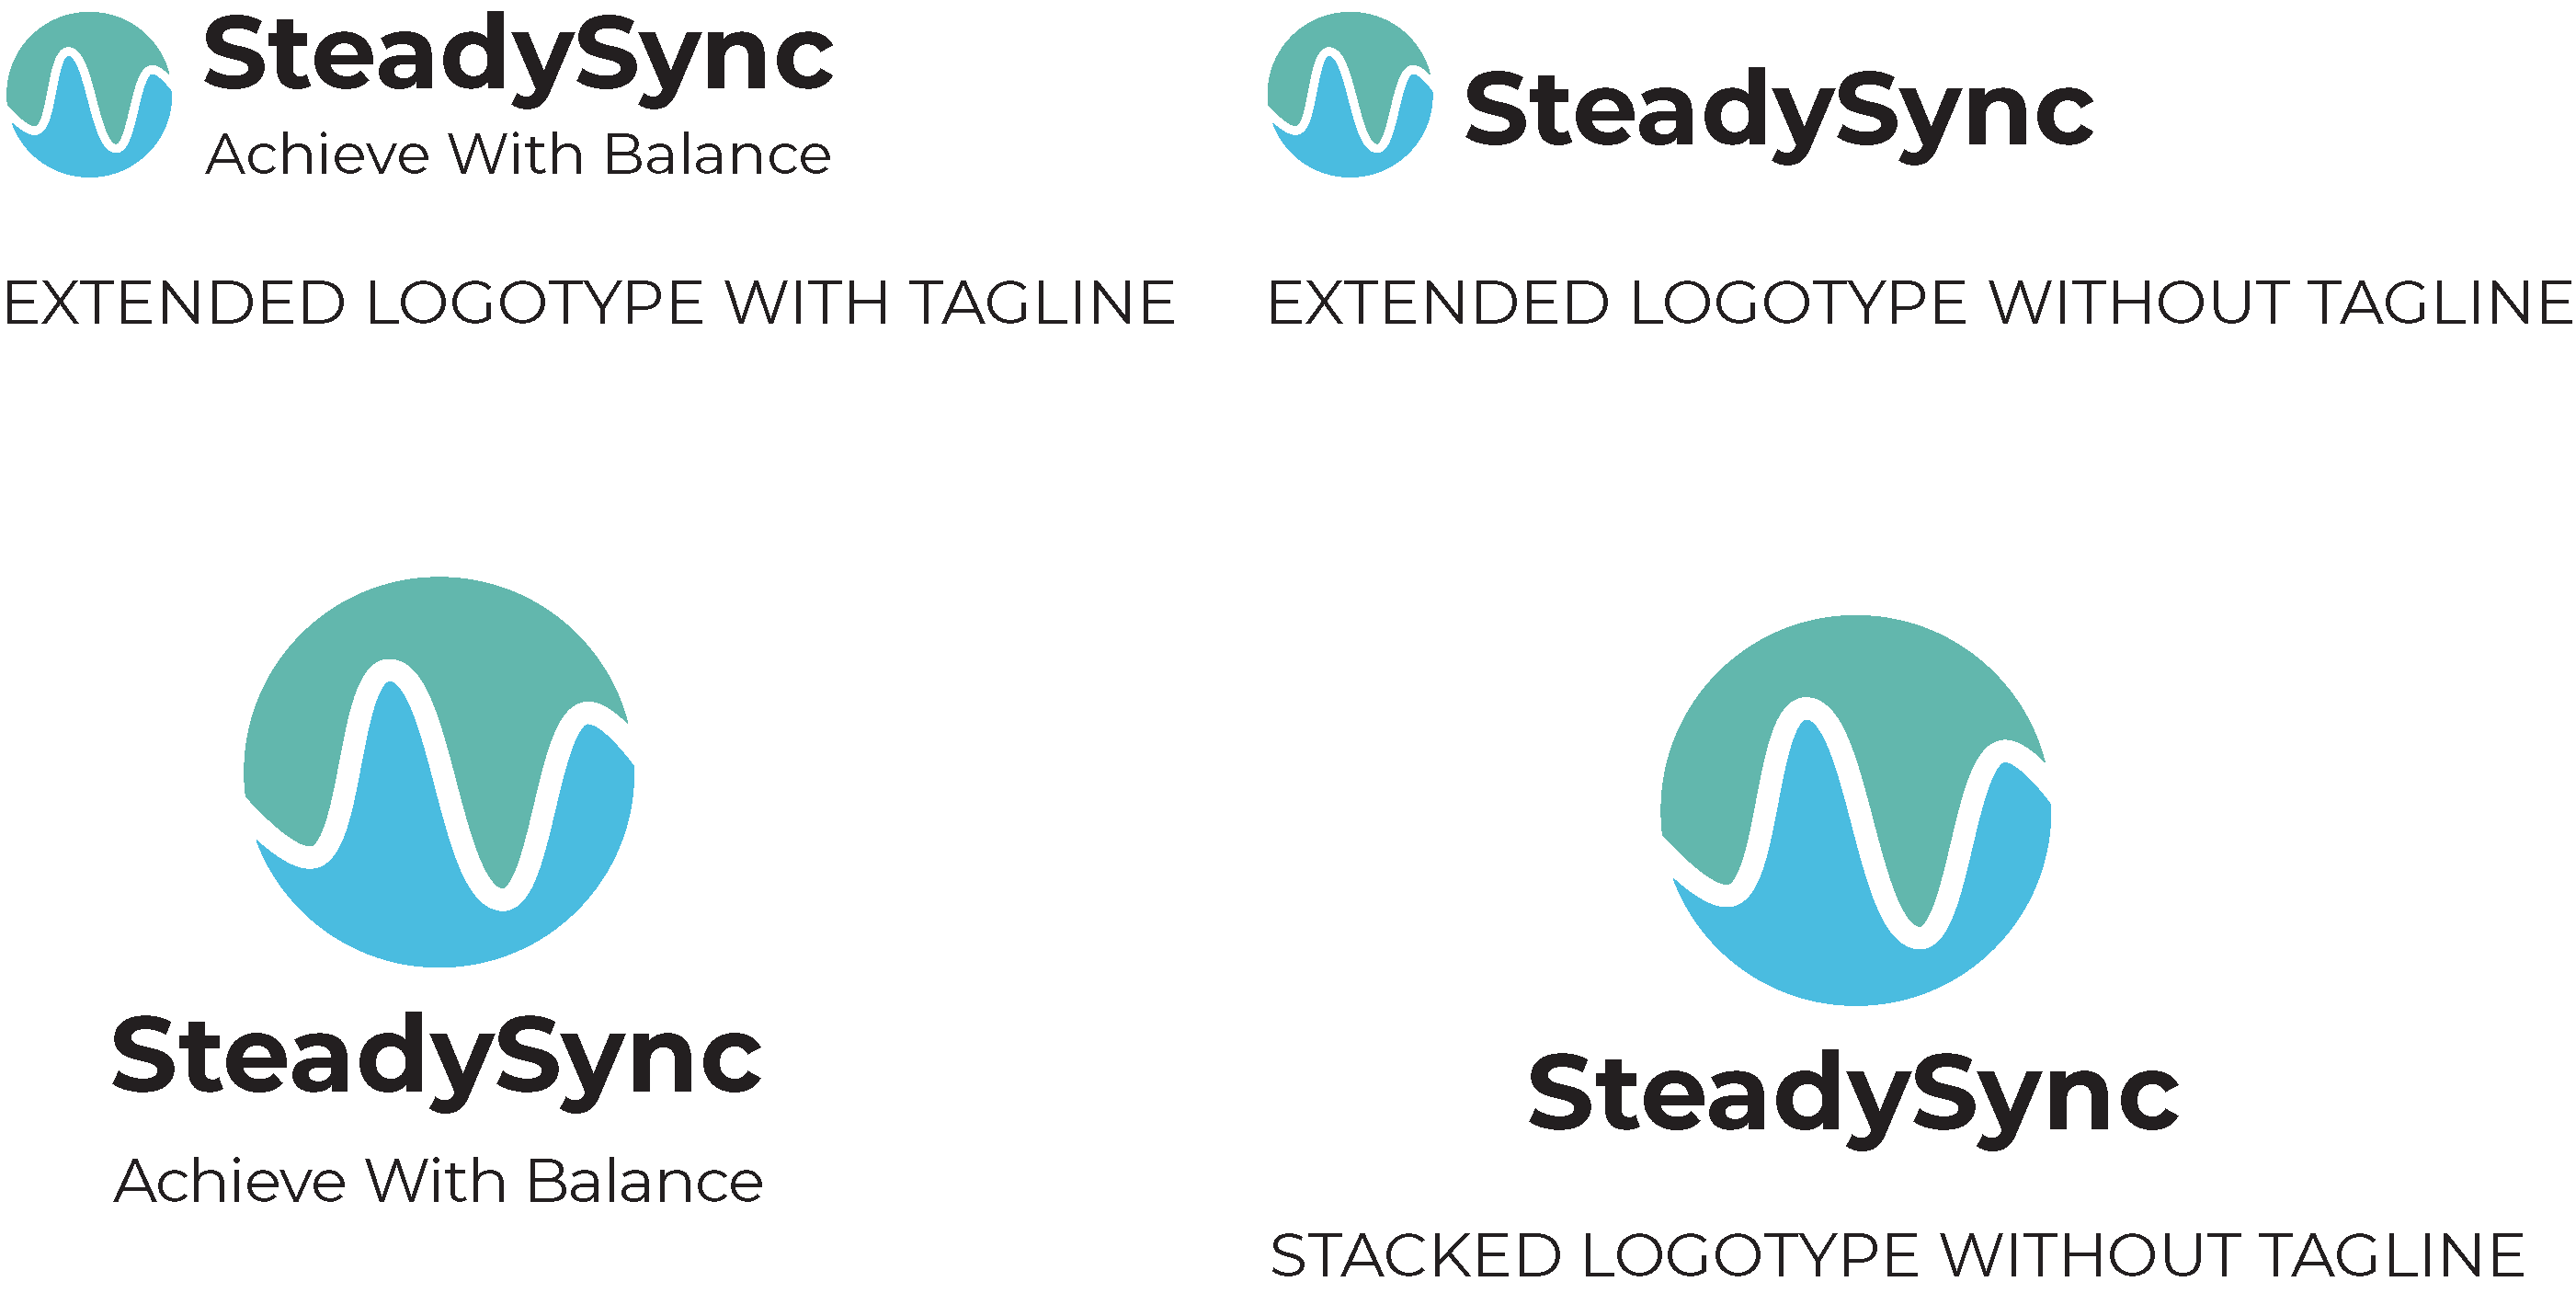 SteadySync
Achieve With Balance
EXTENDED LOGOTYPE WITH TAGLINE
SteadySync
EXTENDED LOGOTYPE WITHOUT TAGLINE
SteadySync
Achieve With Balance
SteadySync
STACKED LOGOTYPE WITHOUT TAGLINE